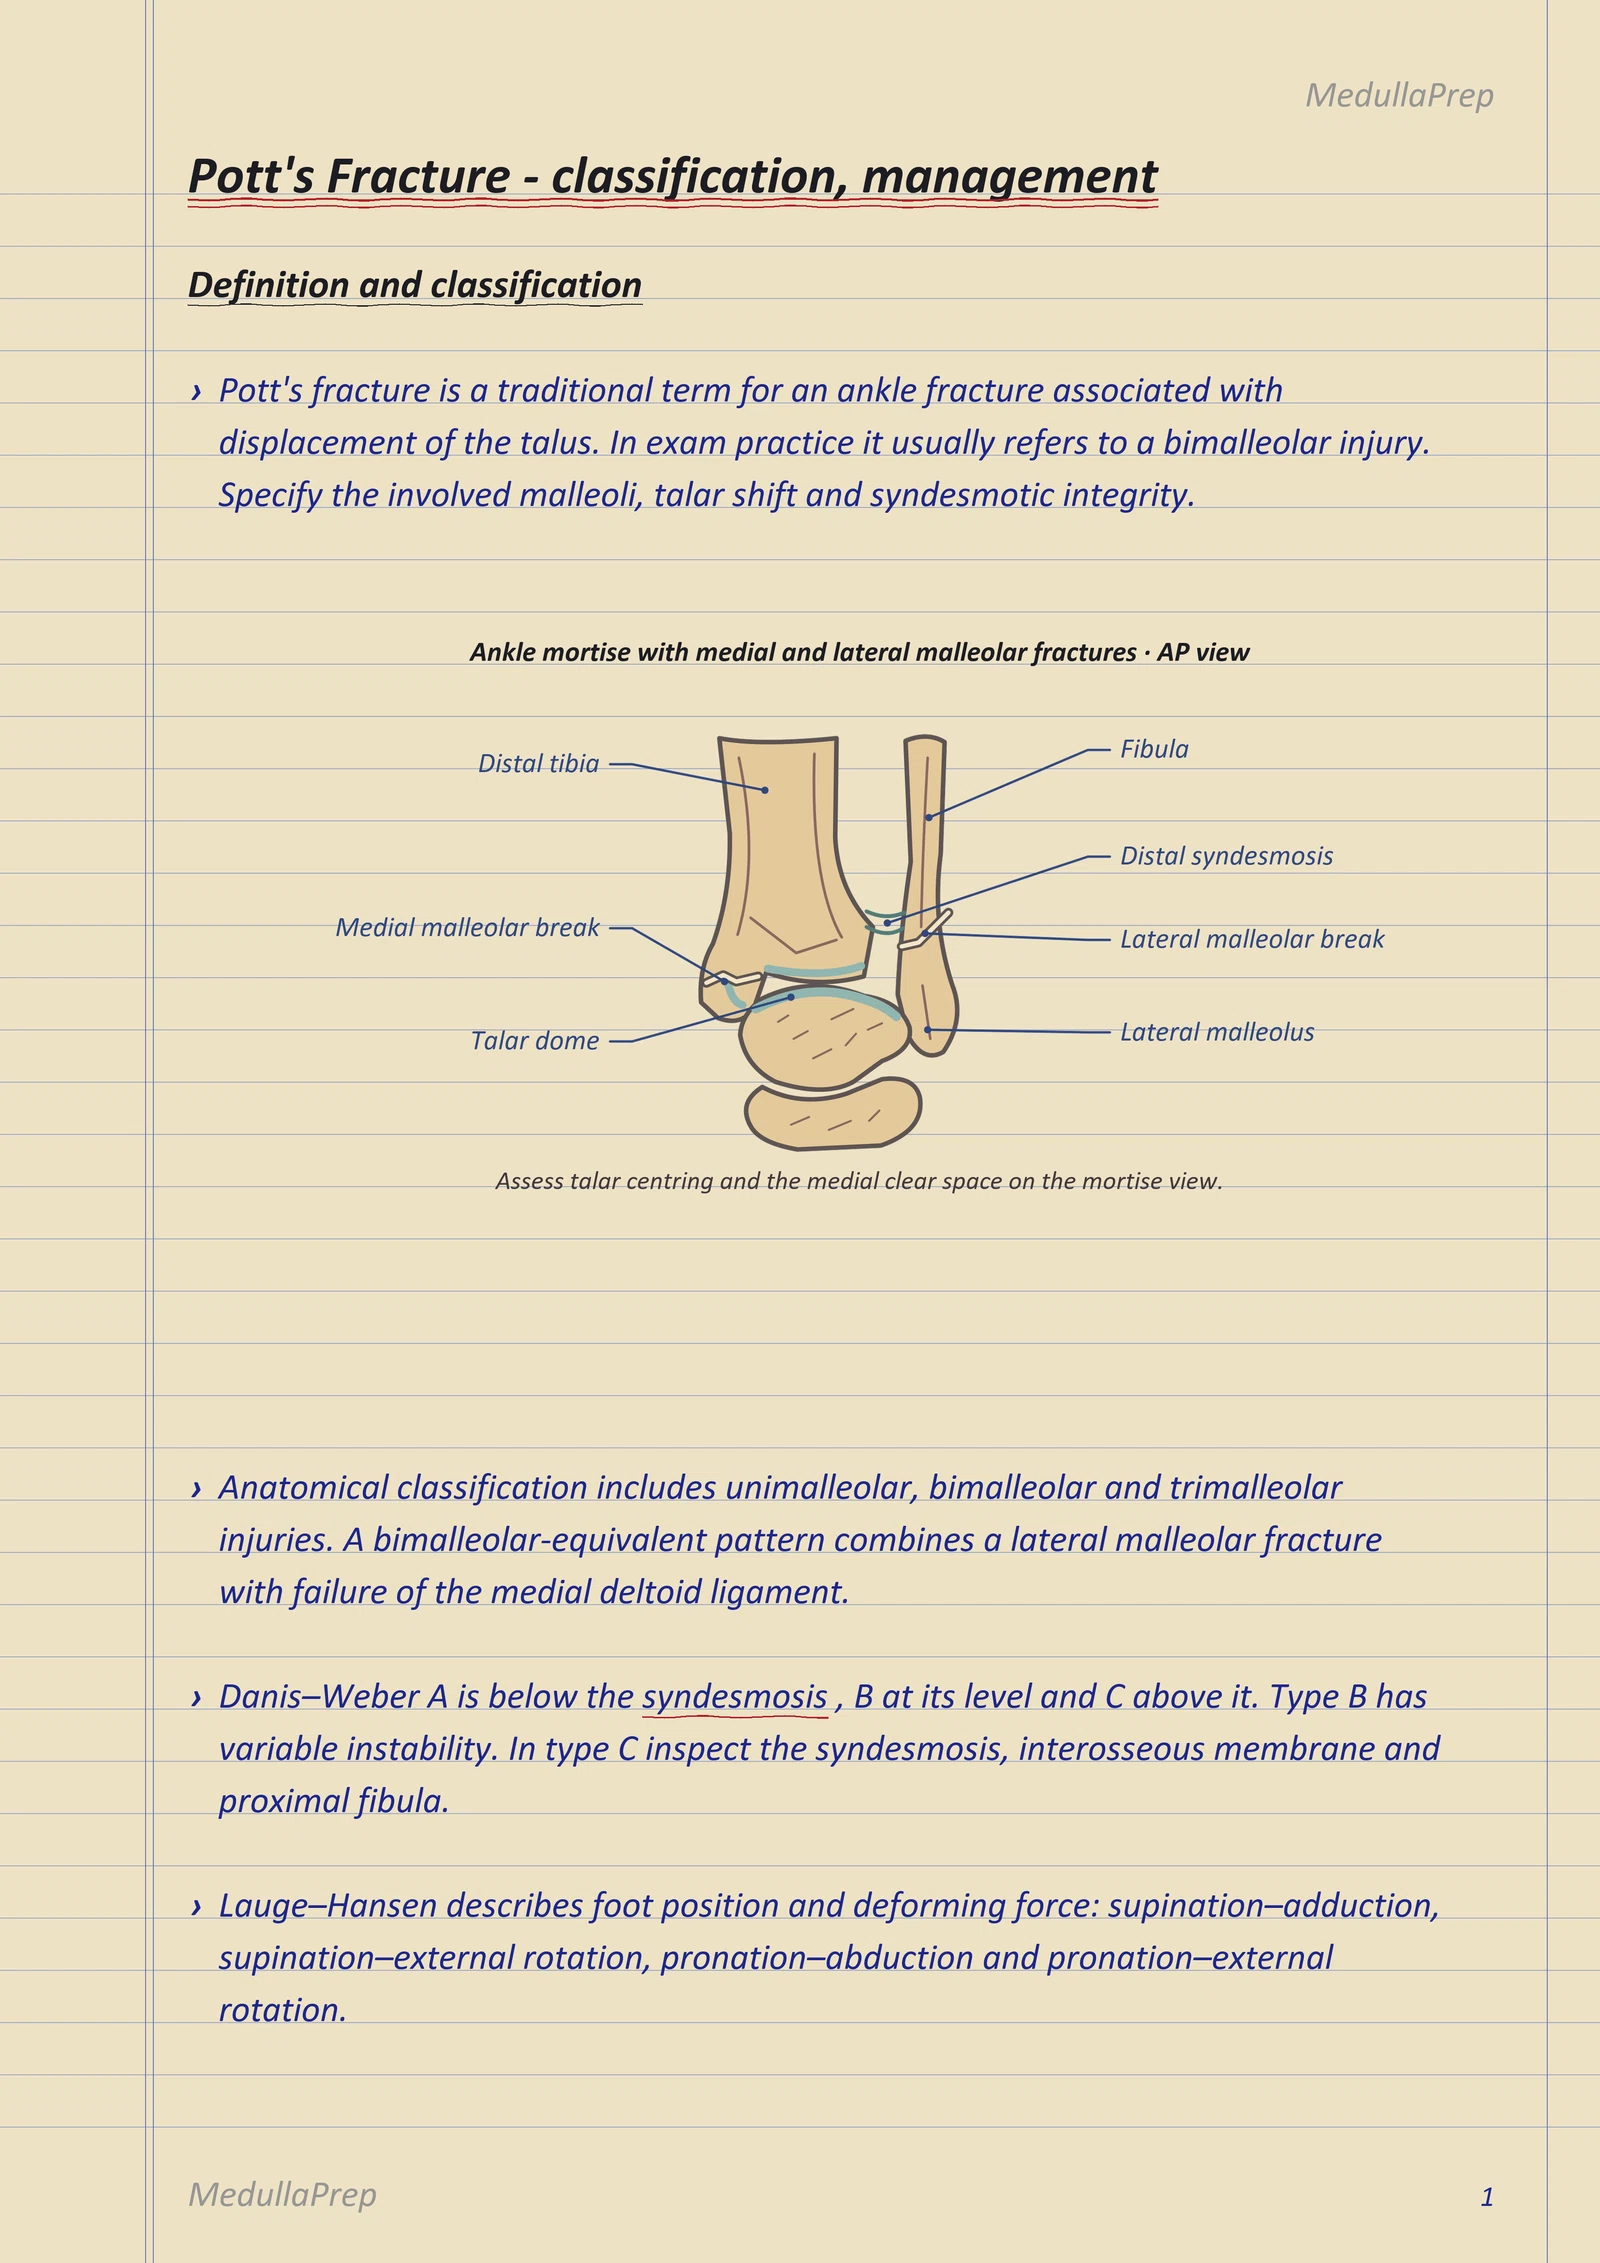 MedullaPrep
Pott's Fracture - classification, management
Definition and classification
› Pott's fracture is a traditional term for an ankle fracture associated with
displacement of the talus. In exam practice it usually refers to a bimalleolar injury.
Specify the involved malleoli, talar shift and syndesmotic integrity.
Ankle mortise with medial and lateral malleolar fractures · AP view
Fibula
Distal tibia
Distal syndesmosis
Medial malleolar break
Lateral malleolar break
Lateral malleolus
Talar dome
Assess talar centring and the medial clear space on the mortise view.
› Anatomical classification includes unimalleolar, bimalleolar and trimalleolar
injuries. A bimalleolar-equivalent pattern combines a lateral malleolar fracture
with failure of the medial deltoid ligament.
› Danis–Weber A is below the syndesmosis , B at its level and C above it. Type B has
variable instability. In type C inspect the syndesmosis, interosseous membrane and
proximal fibula.
› Lauge–Hansen describes foot position and deforming force: supination–adduction,
supination–external rotation, pronation–abduction and pronation–external
rotation.
MedullaPrep
1